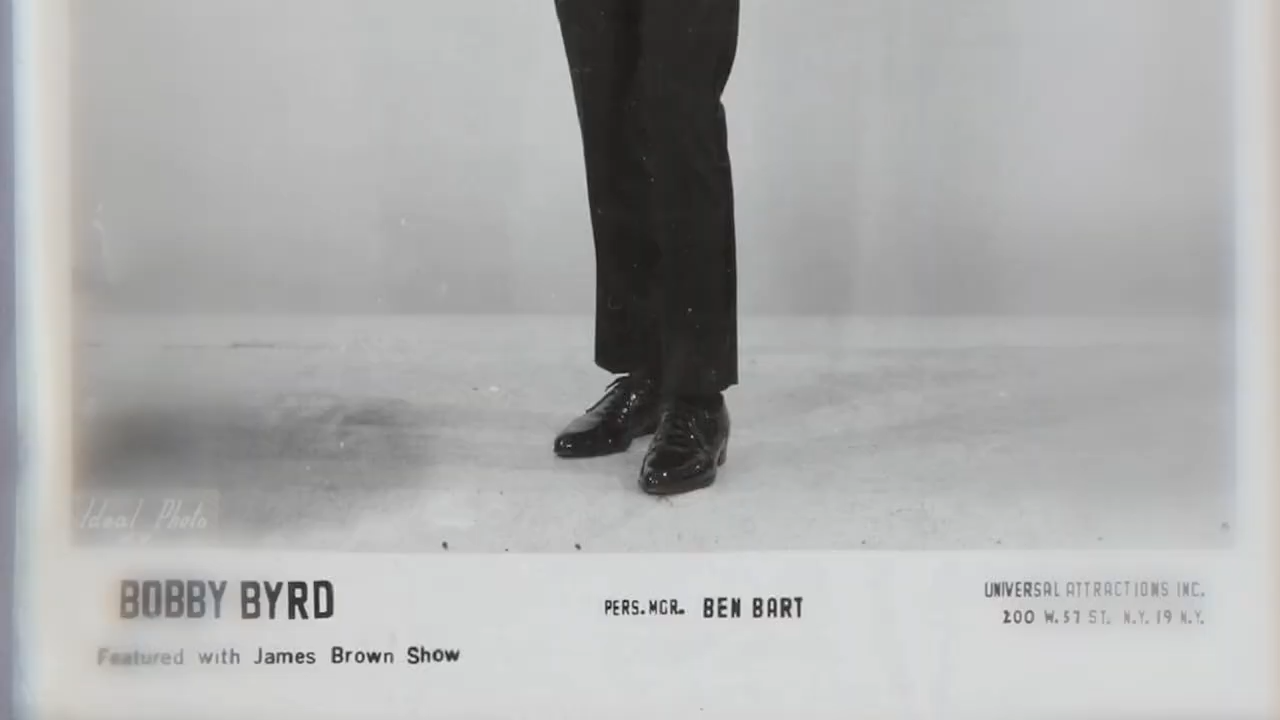 Ideal Photo
BOBBY BYRD
Featured with James Brown Show
PERS. MGR. BEN BART
UNIVERSAL ATTRACTIONS INC.
200 W. 57 ST. N.Y. 19 N.Y.